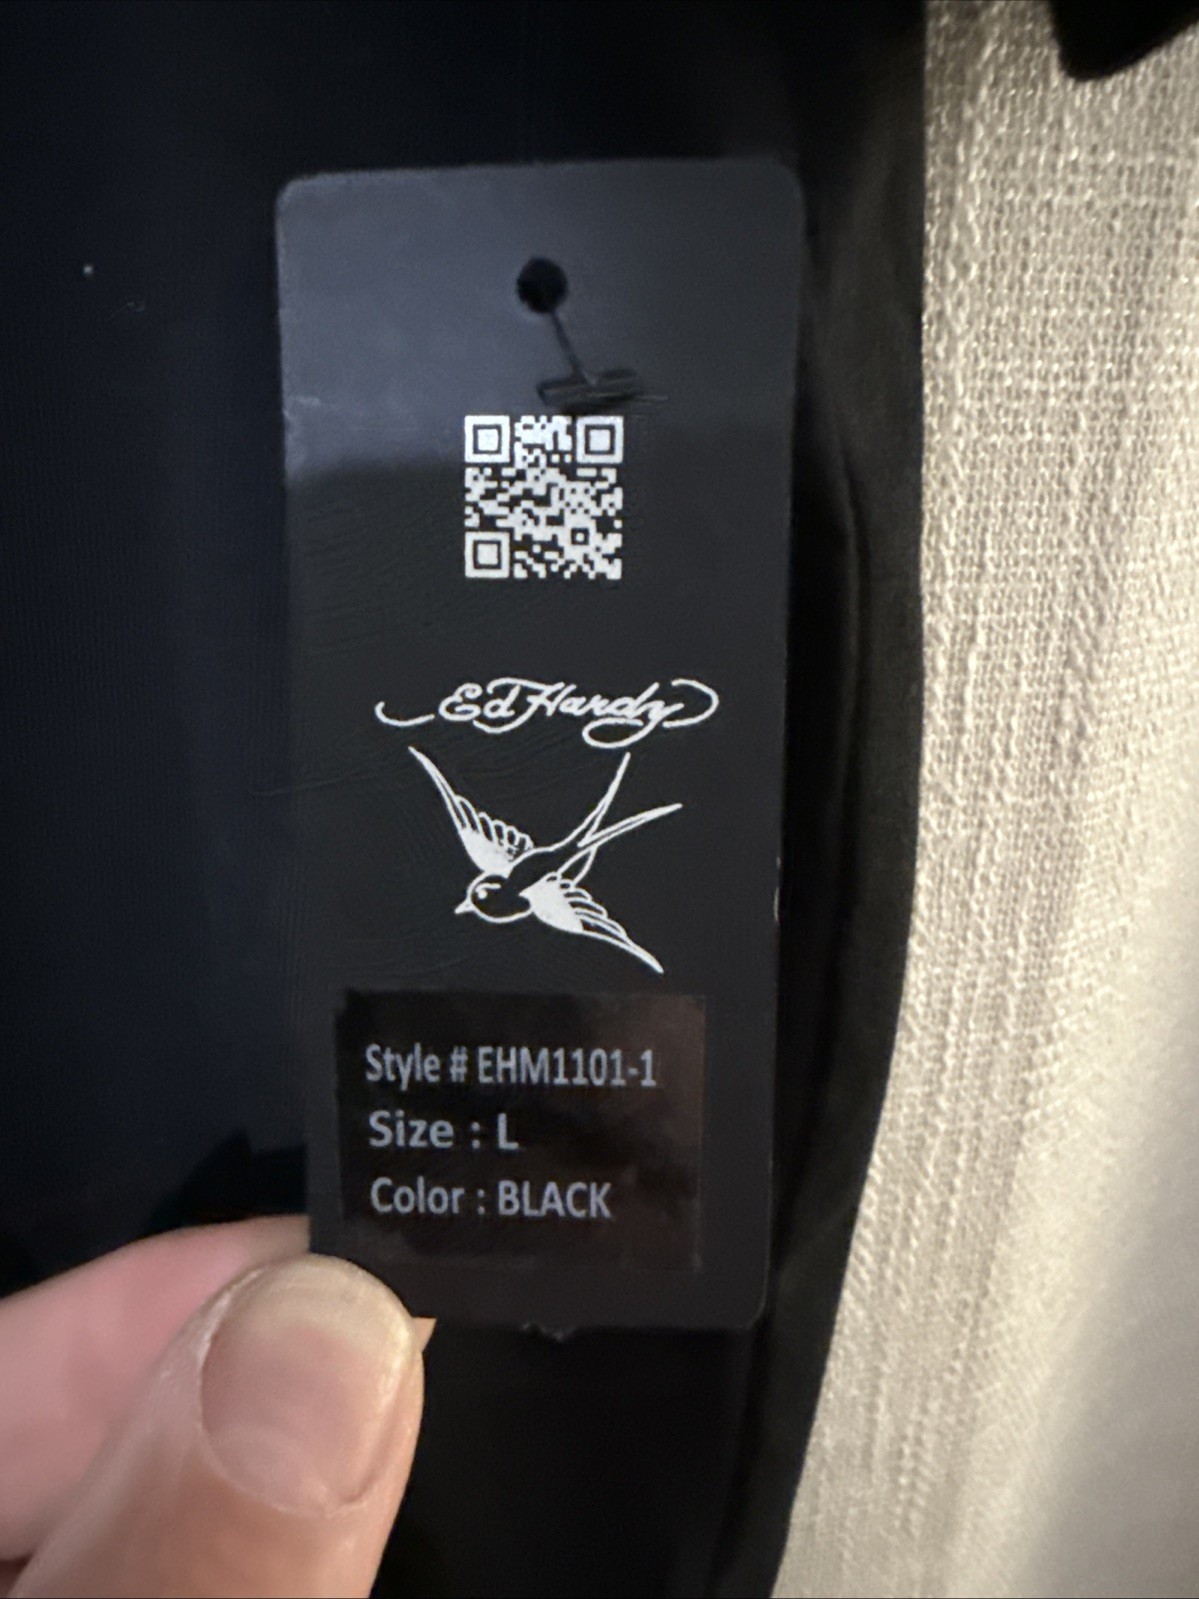 Ed Hardy
Style # EHM1101-1
Size : L
Color : BLACK